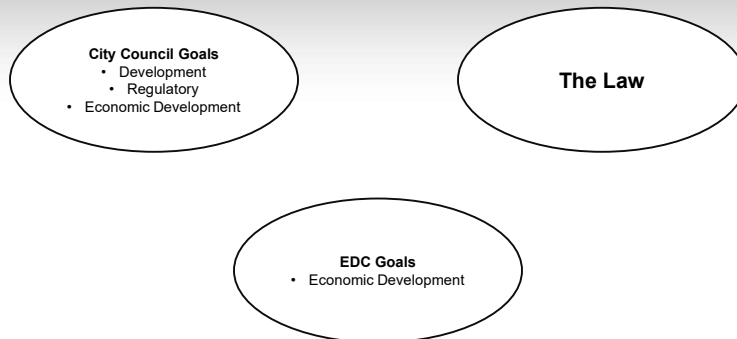 City Council Goals
• Development
• Regulatory
• Economic Development
The Law
EDC Goals
• Economic Development